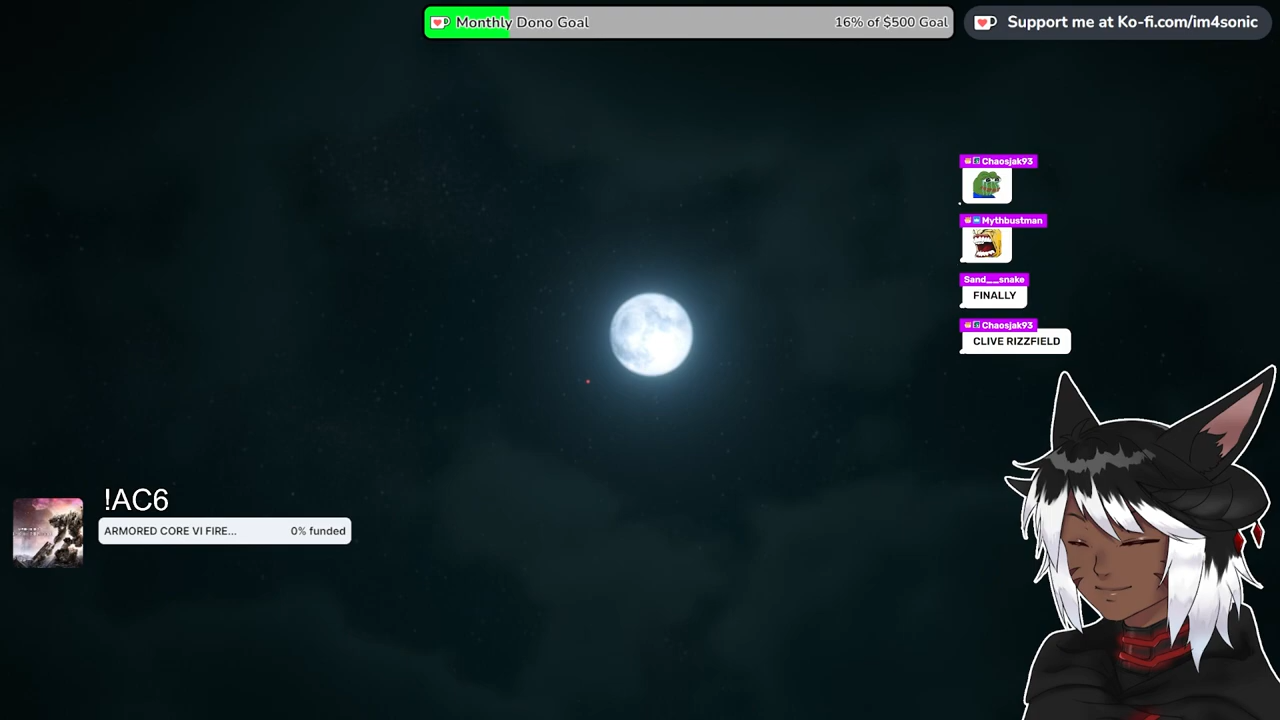 Monthly Dono Goal
16% of $500 Goal
Support me at Ko-fi.com/im4sonic
Chaosjak93
Mythbustman
Sand__snake
FINALLY
Chaosjak93
CLIVE RIZZFIELD
!AC6
ARMORED CORE VI FIRE...
0% funded